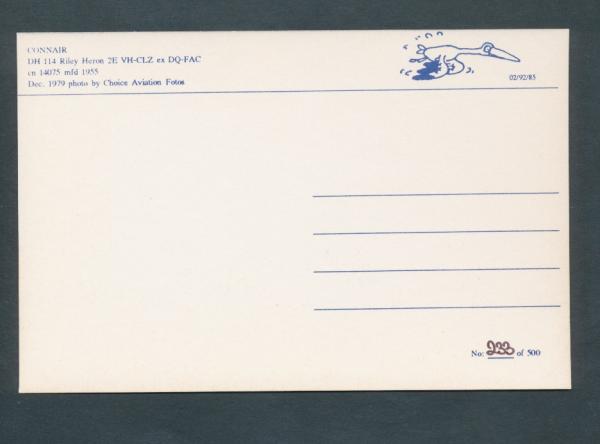 CONNAIR
DH 114 Riley Heron 2E VH-CLZ ex DQ-FAC
cn 14075 mfd 1955
Dec. 1979 photo by Choice Aviation Fotos
02/92/85
No: 233 of 500